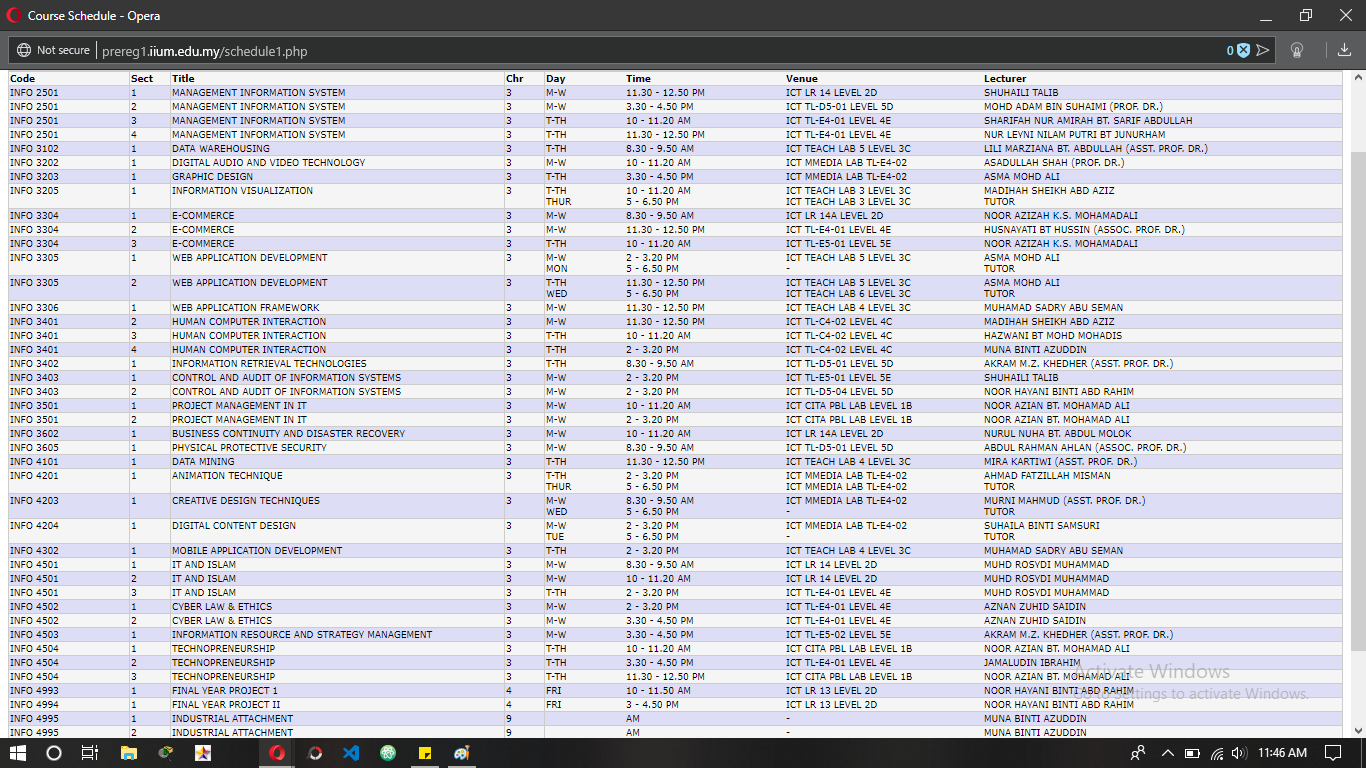 Course Schedule - Opera
Not secure prereg1.iium.edu.my/schedule1.php 0
Code Sect Title Chr Day Time Venue Lecturer
INFO 2501 1 MANAGEMENT INFORMATION SYSTEM 3 M-W 11.30 - 12.50 PM ICT LR 14 LEVEL 2D SHUHAILI TALIB
INFO 2501 2 MANAGEMENT INFORMATION SYSTEM 3 M-W 3.30 - 4.50 PM ICT TL-D5-01 LEVEL 5D MOHD ADAM BIN SUHAIMI (PROF. DR.)
INFO 2501 3 MANAGEMENT INFORMATION SYSTEM 3 T-TH 10 - 11.20 AM ICT TL-E4-01 LEVEL 4E SHARIFAH NUR AMIRAH BT. SARIF ABDULLAH
INFO 2501 4 MANAGEMENT INFORMATION SYSTEM 3 T-TH 11.30 - 12.50 PM ICT TL-E4-01 LEVEL 4E NUR LEYNI NILAM PUTRI BT JUNURHAM
INFO 3102 1 DATA WAREHOUSING 3 T-TH 8.30 - 9.50 AM ICT TEACH LAB 5 LEVEL 3C LILI MARZIANA BT. ABDULLAH (ASST. PROF. DR.)
INFO 3202 1 DIGITAL AUDIO AND VIDEO TECHNOLOGY 3 M-W 10 - 11.20 AM ICT MMEDIA LAB TL-E4-02 ASADULLAH SHAH (PROF. DR.)
INFO 3203 1 GRAPHIC DESIGN 3 T-TH 3.30 - 4.50 PM ICT MMEDIA LAB TL-E4-02 ASMA MOHD ALI
INFO 3205 1 INFORMATION VISUALIZATION 3 T-TH 10 - 11.20 AM ICT TEACH LAB 3 LEVEL 3C MADIHAH SHEIKH ABD AZIZ
THUR 5 - 6.50 PM ICT TEACH LAB 3 LEVEL 3C TUTOR
INFO 3304 1 E-COMMERCE 3 M-W 8.30 - 9.50 AM ICT LR 14A LEVEL 2D NOOR AZIZAH K.S. MOHAMADALI
INFO 3304 2 E-COMMERCE 3 M-W 11.30 - 12.50 PM ICT TL-E4-01 LEVEL 4E HUSNAYATI BT HUSSIN (ASSOC. PROF. DR.)
INFO 3304 3 E-COMMERCE 3 T-TH 10 - 11.20 AM ICT TL-E5-01 LEVEL 5E NOOR AZIZAH K.S. MOHAMADALI
INFO 3305 1 WEB APPLICATION DEVELOPMENT 3 M-W 2 - 3.20 PM ICT TEACH LAB 5 LEVEL 3C ASMA MOHD ALI
MON 5 - 6.50 PM - TUTOR
INFO 3305 2 WEB APPLICATION DEVELOPMENT 3 T-TH 11.30 - 12.50 PM ICT TEACH LAB 5 LEVEL 3C ASMA MOHD ALI
WED 5 - 6.50 PM ICT TEACH LAB 6 LEVEL 3C TUTOR
INFO 3306 1 WEB APPLICATION FRAMEWORK 3 M-W 11.30 - 12.50 PM ICT TEACH LAB 4 LEVEL 3C MUHAMAD SADRY ABU SEMAN
INFO 3401 2 HUMAN COMPUTER INTERACTION 3 M-W 11.30 - 12.50 PM ICT TL-C4-02 LEVEL 4C MADIHAH SHEIKH ABD AZIZ
INFO 3401 3 HUMAN COMPUTER INTERACTION 3 T-TH 10 - 11.20 AM ICT TL-C4-02 LEVEL 4C HAZWANI BT MOHD MOHADIS
INFO 3401 4 HUMAN COMPUTER INTERACTION 3 T-TH 2 - 3.20 PM ICT TL-C4-02 LEVEL 4C MUNA BINTI AZUDDIN
INFO 3402 1 INFORMATION RETRIEVAL TECHNOLOGIES 3 T-TH 8.30 - 9.50 AM ICT TL-D5-01 LEVEL 5D AKRAM M.Z. KHEDHER (ASST. PROF. DR.)
INFO 3403 1 CONTROL AND AUDIT OF INFORMATION SYSTEMS 3 M-W 2 - 3.20 PM ICT TL-E5-01 LEVEL 5E SHUHAILI TALIB
INFO 3403 2 CONTROL AND AUDIT OF INFORMATION SYSTEMS 3 M-W 2 - 3.20 PM ICT TL-D5-04 LEVEL 5D NOOR HAYANI BINTI ABD RAHIM
INFO 3501 1 PROJECT MANAGEMENT IN IT 3 M-W 10 - 11.20 AM ICT CITA PBL LAB LEVEL 1B NOOR AZIAN BT. MOHAMAD ALI
INFO 3501 2 PROJECT MANAGEMENT IN IT 3 M-W 2 - 3.20 PM ICT CITA PBL LAB LEVEL 1B NOOR AZIAN BT. MOHAMAD ALI
INFO 3602 1 BUSINESS CONTINUITY AND DISASTER RECOVERY 3 M-W 10 - 11.20 AM ICT LR 14A LEVEL 2D NURUL NUHA BT. ABDUL MOLOK
INFO 3605 1 PHYSICAL PROTECTIVE SECURITY 3 M-W 8.30 - 9.50 AM ICT TL-D5-01 LEVEL 5D ABDUL RAHMAN AHLAN (ASSOC. PROF. DR.)
INFO 4101 1 DATA MINING 3 T-TH 11.30 - 12.50 PM ICT TEACH LAB 4 LEVEL 3C MIRA KARTIWI (ASST. PROF. DR.)
INFO 4201 1 ANIMATION TECHNIQUE 3 T-TH 2 - 3.20 PM ICT MMEDIA LAB TL-E4-02 AHMAD FATZILLAH MISMAN
THUR 5 - 6.50 PM ICT MMEDIA LAB TL-E4-02 TUTOR
INFO 4203 1 CREATIVE DESIGN TECHNIQUES 3 M-W 8.30 - 9.50 AM ICT MMEDIA LAB TL-E4-02 MURNI MAHMUD (ASST. PROF. DR.)
WED 5 - 6.50 PM - TUTOR
INFO 4204 1 DIGITAL CONTENT DESIGN 3 M-W 2 - 3.20 PM ICT MMEDIA LAB TL-E4-02 SUHAILA BINTI SAMSURI
TUE 5 - 6.50 PM - TUTOR
INFO 4302 1 MOBILE APPLICATION DEVELOPMENT 3 T-TH 2 - 3.20 PM ICT TEACH LAB 4 LEVEL 3C MUHAMAD SADRY ABU SEMAN
INFO 4501 1 IT AND ISLAM 3 M-W 8.30 - 9.50 AM ICT LR 14 LEVEL 2D MUHD ROSYDI MUHAMMAD
INFO 4501 2 IT AND ISLAM 3 M-W 10 - 11.20 AM ICT LR 14 LEVEL 2D MUHD ROSYDI MUHAMMAD
INFO 4501 3 IT AND ISLAM 3 T-TH 2 - 3.20 PM ICT TL-E4-01 LEVEL 4E MUHD ROSYDI MUHAMMAD
INFO 4502 1 CYBER LAW & ETHICS 3 M-W 2 - 3.20 PM ICT TL-E4-01 LEVEL 4E AZNAN ZUHID SAIDIN
INFO 4502 2 CYBER LAW & ETHICS 3 M-W 3.30 - 4.50 PM ICT TL-E4-01 LEVEL 4E AZNAN ZUHID SAIDIN
INFO 4503 1 INFORMATION RESOURCE AND STRATEGY MANAGEMENT 3 M-W 3.30 - 4.50 PM ICT TL-E5-02 LEVEL 5E AKRAM M.Z. KHEDHER (ASST. PROF. DR.)
INFO 4504 1 TECHNOPRENEURSHIP 3 T-TH 10 - 11.20 AM ICT CITA PBL LAB LEVEL 1B NOOR AZIAN BT. MOHAMAD ALI
INFO 4504 2 TECHNOPRENEURSHIP 3 T-TH 3.30 - 4.50 PM ICT TL-E4-01 LEVEL 4E JAMALUDIN IBRAHIM
INFO 4504 3 TECHNOPRENEURSHIP 3 T-TH 11.30 - 12.50 PM ICT CITA PBL LAB LEVEL 1B NOOR AZIAN BT. MOHAMAD ALI
Activate Windows
INFO 4993 1 FINAL YEAR PROJECT 1 4 FRI 10 - 11.50 AM ICT LR 13 LEVEL 2D NOOR HAYANI BINTI ABD RAHIM
Go to Settings to activate Windows.
INFO 4994 1 FINAL YEAR PROJECT II 4 FRI 3 - 4.50 PM ICT LR 13 LEVEL 2D NOOR HAYANI BINTI ABD RAHIM
INFO 4995 1 INDUSTRIAL ATTACHMENT 9 AM - MUNA BINTI AZUDDIN
INFO 4995 2 INDUSTRIAL ATTACHMENT 9 AM - MUNA BINTI AZUDDIN
11:46 AM